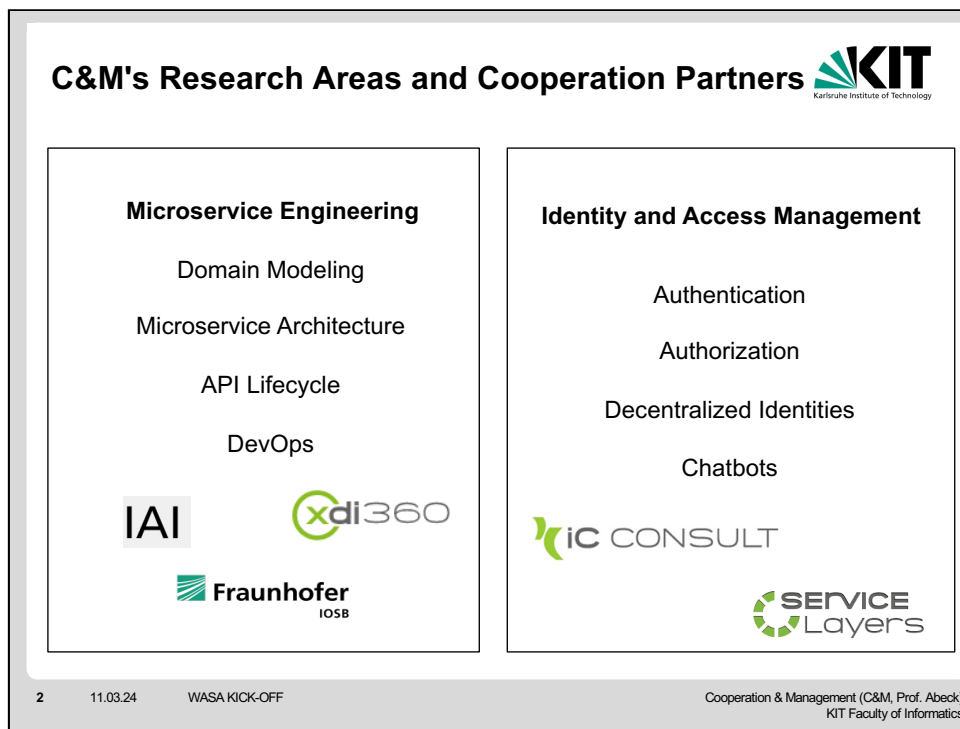 C&M's Research Areas and Cooperation Partners
KIT
Karlsruhe Institute of Technology
Microservice Engineering
Domain Modeling
Microservice Architecture
API Lifecycle
DevOps
IAI
xdi360
Fraunhofer
IOSB
Identity and Access Management
Authentication
Authorization
Decentralized Identities
Chatbots
iC CONSULT
SERVICE
Layers
2 11.03.24 WASA KICK-OFF
Cooperation & Management (C&M, Prof. Abeck)
KIT Faculty of Informatics